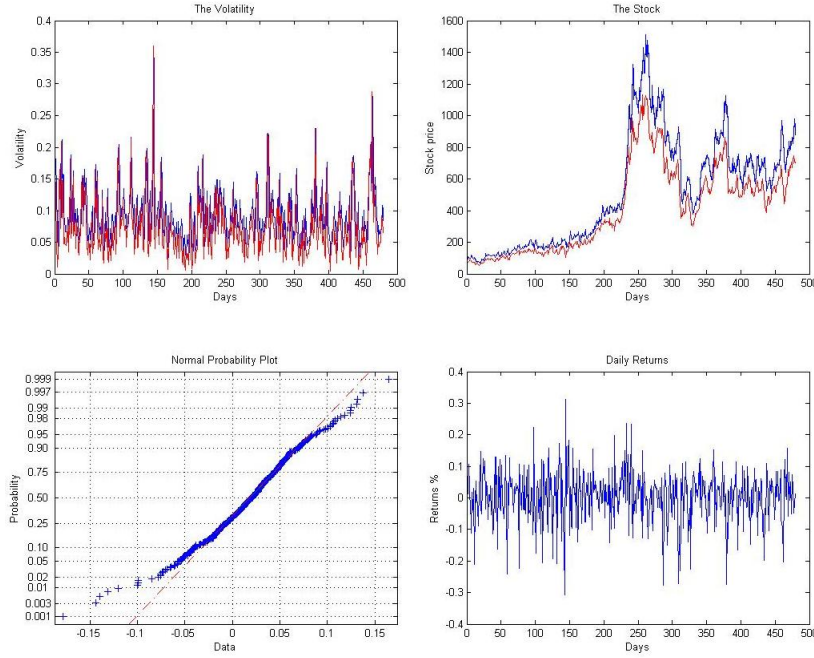 The Volatility
0.4
0.35
0.3
0.25
0.2
0.15
0.1
0.05
0
Volatility
0 50 100 150 200 250 300 350 400 450 500
Days
The Stock
1600
1400
1200
1000
800
600
400
200
0
Stock price
0 50 100 150 200 250 300 350 400 450 500
Days
Normal Probability Plot
0.999
0.997
0.99
0.98
0.95
0.90
0.75
0.50
0.25
0.10
0.05
0.02
0.01
0.003
0.001
Probability
-0.15 -0.1 -0.05 0 0.05 0.1 0.15
Data
Daily Returns
0.4
0.3
0.2
0.1
0
-0.1
-0.2
-0.3
-0.4
Returns %
0 50 100 150 200 250 300 350 400 450 500
Days